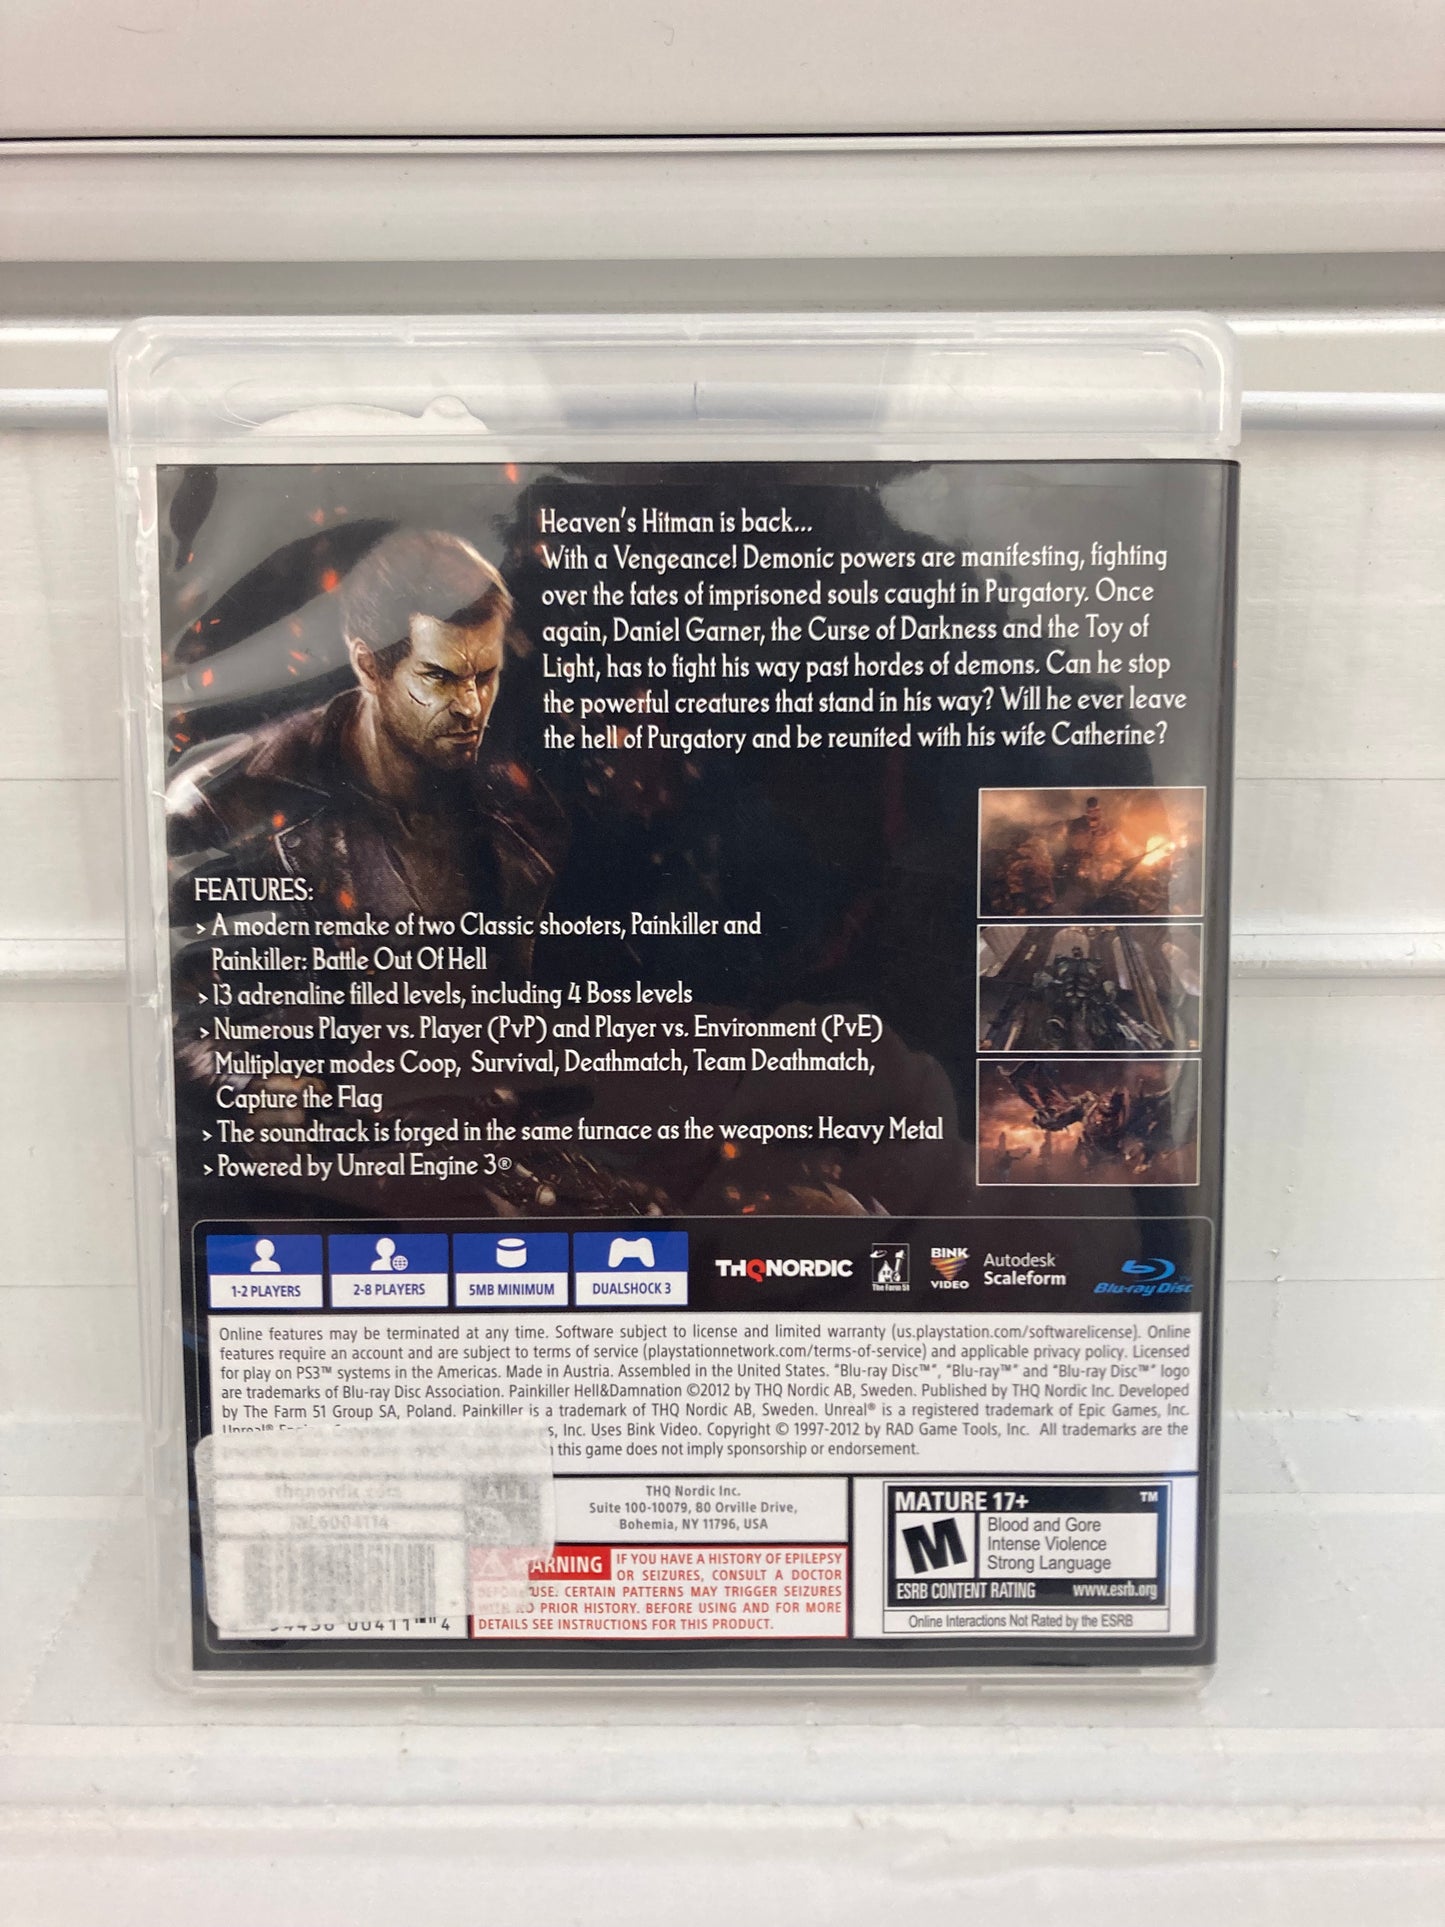 Heaven's Hitman is back...
With a Vengeance! Demonic powers are manifesting, fighting
over the fates of imprisoned souls caught in Purgatory. Once
again, Daniel Garner, the Curse of Darkness and the Toy of
Light, has to fight his way past hordes of demons. Can he stop
the powerful creatures that stand in his way? Will he ever leave
the hell of Purgatory and be reunited with his wife Catherine?
FEATURES:
> A modern remake of two Classic shooters, Painkiller and
Painkiller: Battle Out Of Hell
> 13 adrenaline filled levels, including 4 Boss levels
> Numerous Player vs. Player (PvP) and Player vs. Environment (PvE)
Multiplayer modes Coop, Survival, Deathmatch, Team Deathmatch,
Capture the Flag
> The soundtrack is forged in the same furnace as the weapons: Heavy Metal
> Powered by Unreal Engine 3®
1-2 PLAYERS
2-8 PLAYERS
5MB MINIMUM
DUALSHOCK 3
THQNORDIC
The Farm 51
BINK
VIDEO
Autodesk
Scaleform
Blu-ray Disc
Online features may be terminated at any time. Software subject to license and limited warranty (us.playstation.com/softwarelicense). Online
features require an account and are subject to terms of service (playstationnetwork.com/terms-of-service) and applicable privacy policy. Licensed
for play on PS3™ systems in the Americas. Made in Austria. Assembled in the United States. "Blu-ray Disc™", "Blu-ray™" and "Blu-ray Disc™" logo
are trademarks of Blu-ray Disc Association. Painkiller Hell&Damnation ©2012 by THQ Nordic AB, Sweden. Published by THQ Nordic Inc. Developed
by The Farm 51 Group SA, Poland. Painkiller is a trademark of THQ Nordic AB, Sweden. Unreal® is a registered trademark of Epic Games, Inc.
Unreal® s, Inc. Uses Bink Video. Copyright © 1997-2012 by RAD Game Tools, Inc. All trademarks are the
this game does not imply sponsorship or endorsement.
thqnordic.com
THQ Nordic Inc.
Suite 100-10079, 80 Orville Drive,
Bohemia, NY 11796, USA
WARNING IF YOU HAVE A HISTORY OF EPILEPSY
OR SEIZURES, CONSULT A DOCTOR
BEFORE USE. CERTAIN PATTERNS MAY TRIGGER SEIZURES
WITH NO PRIOR HISTORY. BEFORE USING AND FOR MORE
DETAILS SEE INSTRUCTIONS FOR THIS PRODUCT.
MATURE 17+ ™
M
Blood and Gore
Intense Violence
Strong Language
ESRB CONTENT RATING www.esrb.org
Online Interactions Not Rated by the ESRB